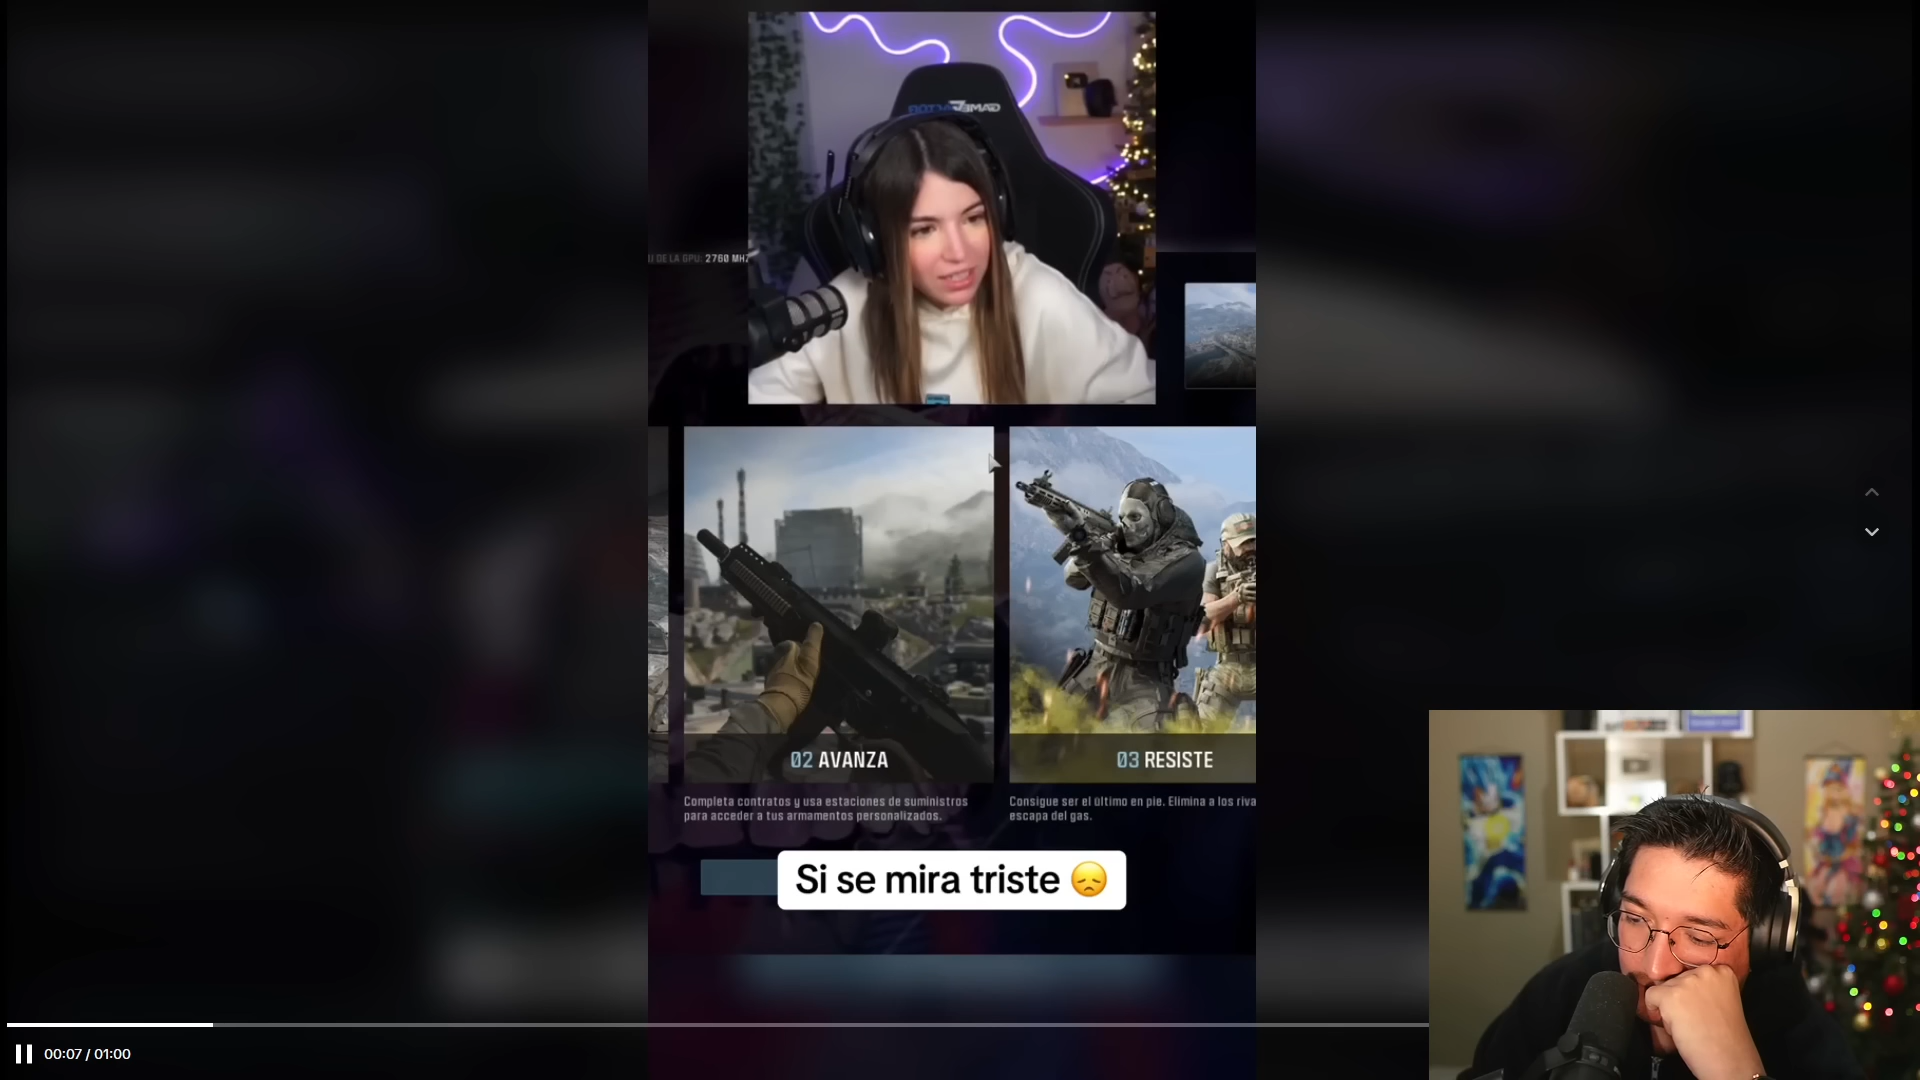 U DE LA GPU: 2760 MHZ
02 AVANZA
03 RESISTE
Completa contratos y usa estaciones de suministros
para acceder a tus armamentos personalizados.
Consigue ser el último en pie. Elimina a los riva
escapa del gas.
Si se mira triste 😞
00:07 / 01:00